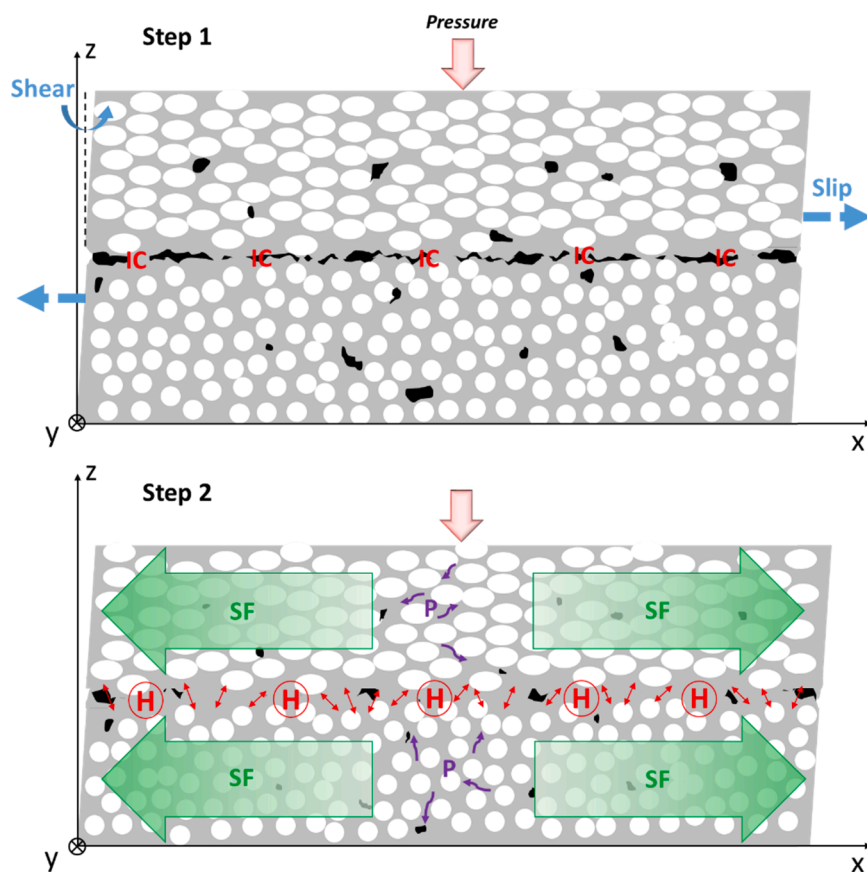 Pressure
Step 1
z
Shear
Slip
IC IC IC IC IC
y
x
z
Step 2
SF P SF
H H H H H
SF P SF
y
x